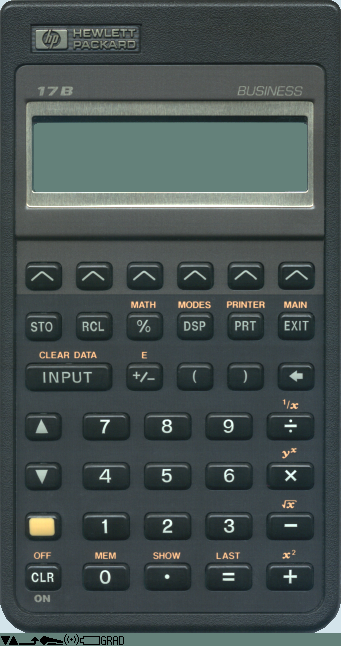 hp HEWLETT
PACKARD
17B BUSINESS
MATH MODES PRINTER MAIN
STO RCL % DSP PRT EXIT
CLEAR DATA E
INPUT +/− ( ) ←
1/x
▲ 7 8 9 ÷
yˣ
▼ 4 5 6 ×
√x
1 2 3 −
OFF MEM SHOW LAST x²
CLR 0 · = +
ON
GRAD